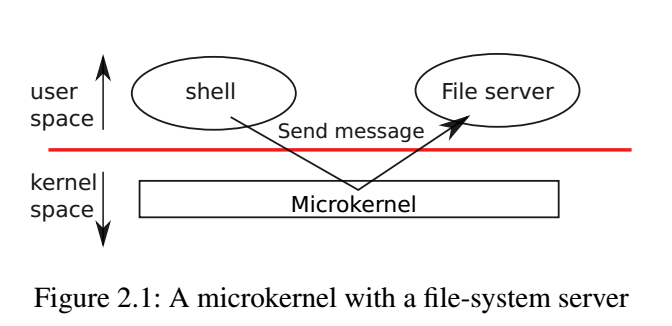 user
space
shell
File server
Send message
kernel
space
Microkernel
Figure 2.1: A microkernel with a file-system server